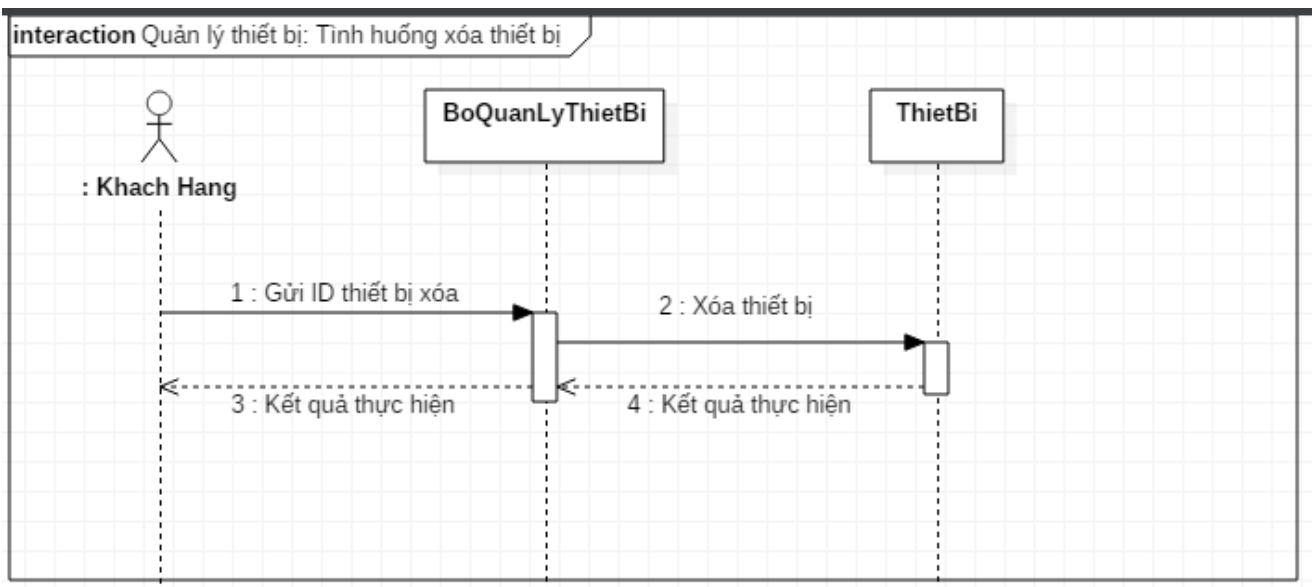 interaction Quản lý thiết bị: Tình huống xóa thiết bị
BoQuanLyThietBi
ThietBi
: Khach Hang
1 : Gửi ID thiết bị xóa
2 : Xóa thiết bị
3 : Kết quả thực hiện
4 : Kết quả thực hiện